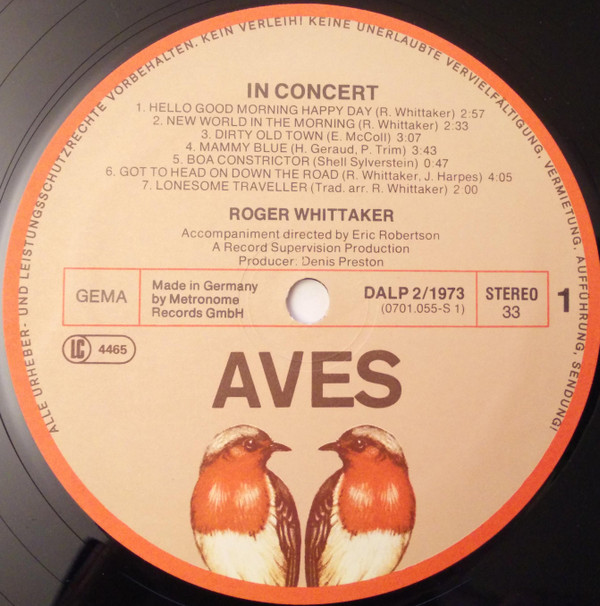 ALLE URHEBER- UND LEISTUNGSSCHUTZRECHTE VORBEHALTEN. KEIN VERLEIH! KEINE UNERLAUBTE VERVIELFÄLTIGUNG, VERMIETUNG, AUFFÜHRUNG, SENDUNG!
IN CONCERT
1. HELLO GOOD MORNING HAPPY DAY (R. Whittaker) 2:57
2. NEW WORLD IN THE MORNING (R. Whittaker) 2:33
3. DIRTY OLD TOWN (E. McColl) 3:07
4. MAMMY BLUE (H. Geraud, P. Trim) 3:43
5. BOA CONSTRICTOR (Shell Sylverstein) 0:47
6. GOT TO HEAD ON DOWN THE ROAD (R. Whittaker, J. Harpes) 4:05
7. LONESOME TRAVELLER (Trad. arr. R. Whittaker) 2:00
ROGER WHITTAKER
Accompaniment directed by Eric Robertson
A Record Supervision Production
Producer: Denis Preston
GEMA
Made in Germany
by Metronome
Records GmbH
DALP 2/1973
(0701.055-S 1)
STEREO
33
1
LC 4465
AVES